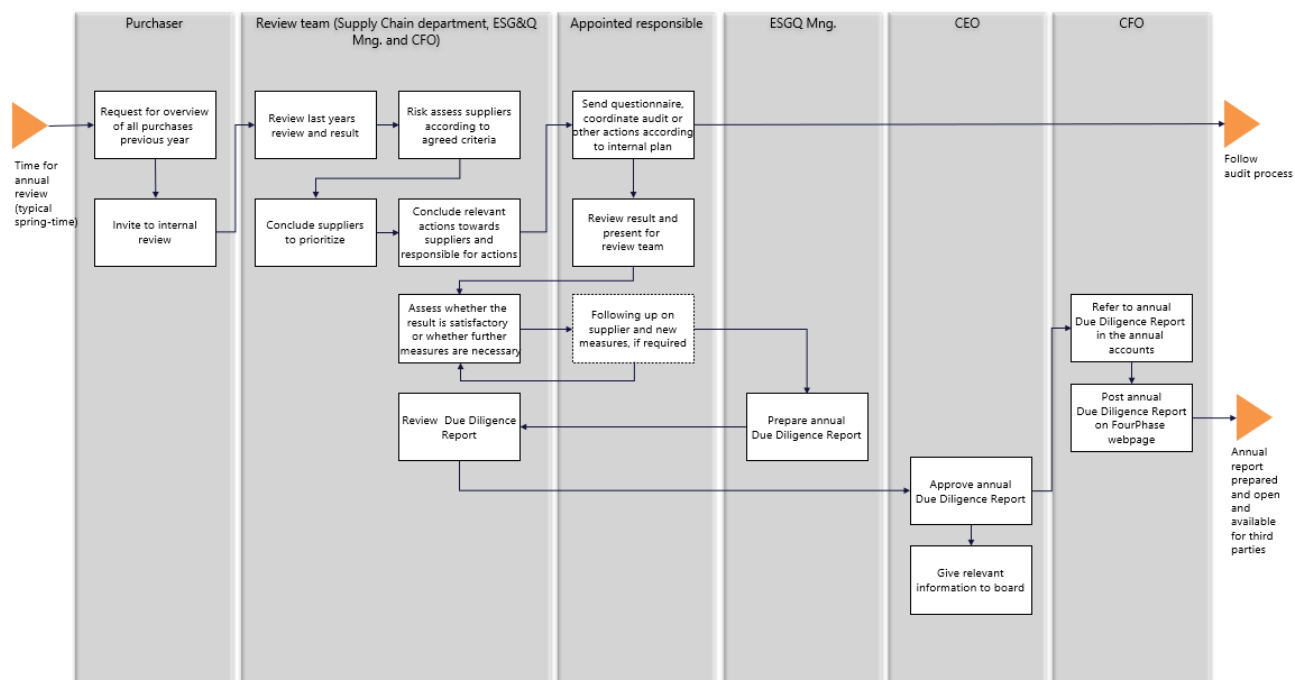 Purchaser
Review team (Supply Chain department, ESG&Q
Mng. and CFO)
Appointed responsible
ESGQ Mng.
CEO
CFO
Time for
annual
review
(typical
spring-time)
Request for overview
of all purchases
previous year
Review last years
review and result
Risk assess suppliers
according to
agreed criteria
Send questionnaire,
coordinate audit or
other actions according
to internal plan
Follow
audit process
Invite to internal
review
Conclude suppliers
to prioritize
Conclude relevant
actions towards
suppliers and
responsible for actions
Review result and
present for
review team
Assess whether the
result is satisfactory
or whether further
measures are necessary
Following up on
supplier and new
measures, if required
Refer to annual
Due Diligence Report
in the annual
accounts
Review Due Diligence
Report
Prepare annual
Due Diligence Report
Post annual
Due Diligence Report
on FourPhase
webpage
Annual
report
prepared
and open
and
available
for third
parties
Approve annual
Due Diligence Report
Give relevant
information to board